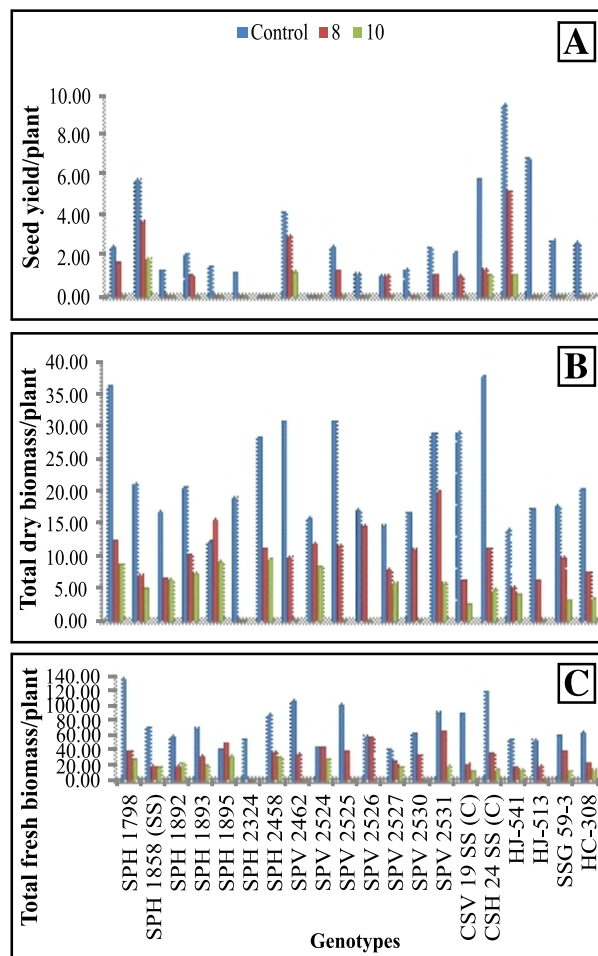 Control 8 10
A
Seed yield/plant
10.00
8.00
6.00
4.00
2.00
0.00
B
Total dry biomass/plant
40.00
35.00
30.00
25.00
20.00
15.00
10.00
5.00
0.00
C
Total fresh biomass/plant
140.00
120.00
100.00
80.00
60.00
40.00
20.00
0.00
SPH 1798
SPH 1858 (SS)
SPH 1892
SPH 1893
SPH 1895
SPH 2324
SPH 2458
SPV 2462
SPV 2524
SPV 2525
SPV 2526
SPV 2527
SPV 2530
SPV 2531
CSV 19 SS (C)
CSH 24 SS (C)
HJ-541
HJ-513
SSG 59-3
HC-308
Genotypes